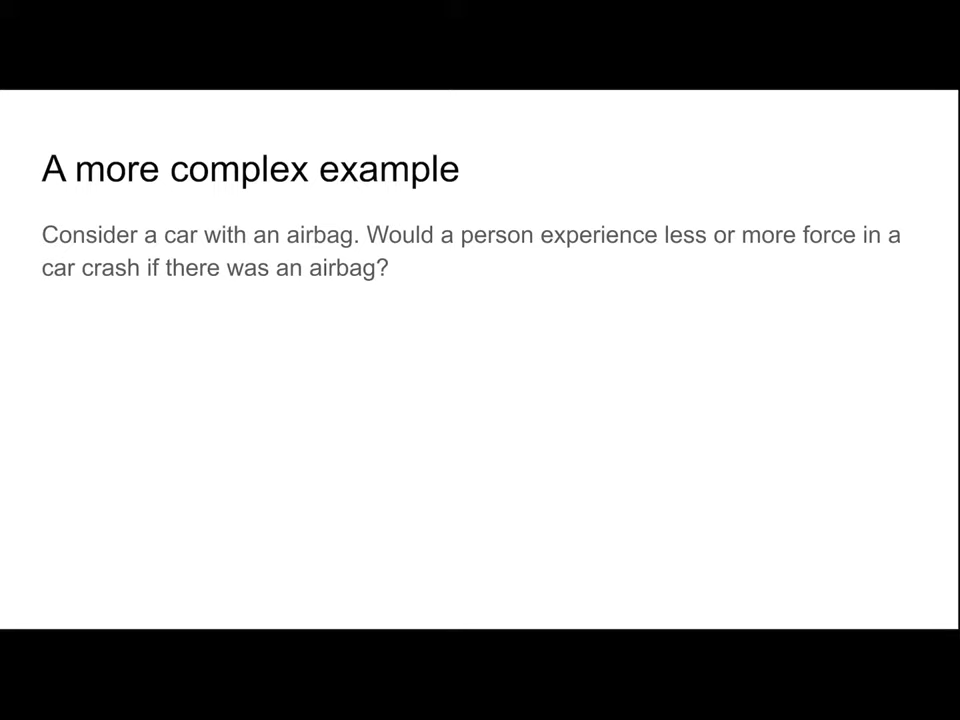 A more complex example
Consider a car with an airbag. Would a person experience less or more force in a
car crash if there was an airbag?